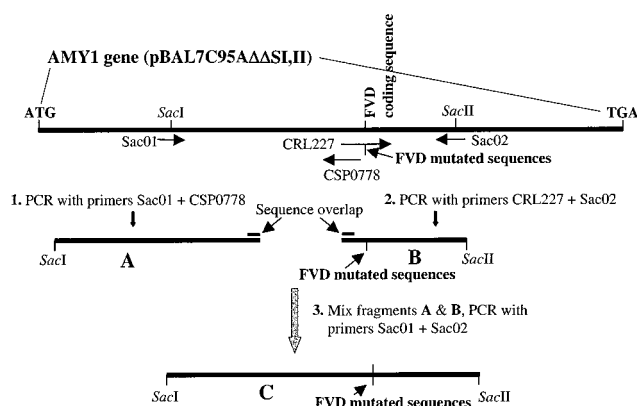 AMY1 gene (pBAL7C95AΔΔSI,II)
FVD
coding sequence
ATG
SacI
SacII
TGA
Sac01
CRL227
Sac02
FVD mutated sequences
CSP0778
1. PCR with primers Sac01 + CSP0778
2. PCR with primers CRL227 + Sac02
Sequence overlap
SacI
A
B
SacII
FVD mutated sequences
3. Mix fragments A & B, PCR with
primers Sac01 + Sac02
SacI
C
SacII
FVD mutated sequences